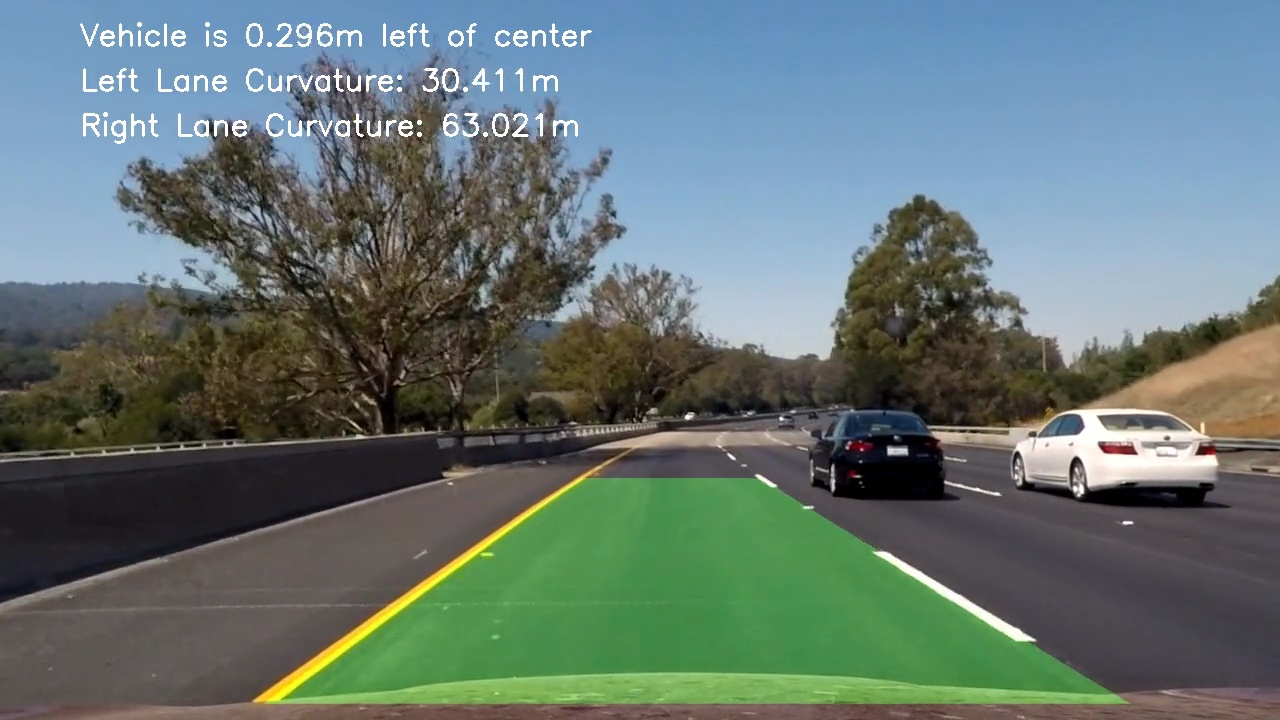 Vehicle is 0.296m left of center
Left Lane Curvature: 30.411m
Right Lane Curvature: 63.021m